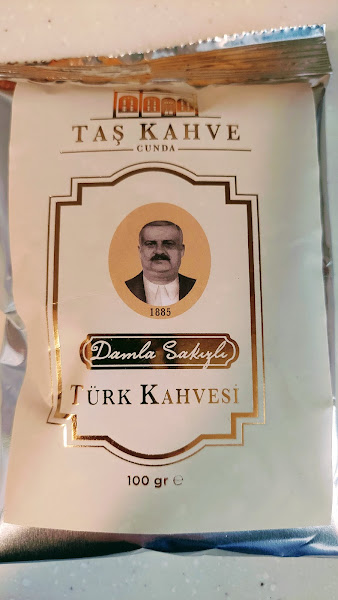 TAŞ KAHVE
CUNDA
1885
Damla Sakızlı
TÜRK KAHVESİ
100 gr ℮